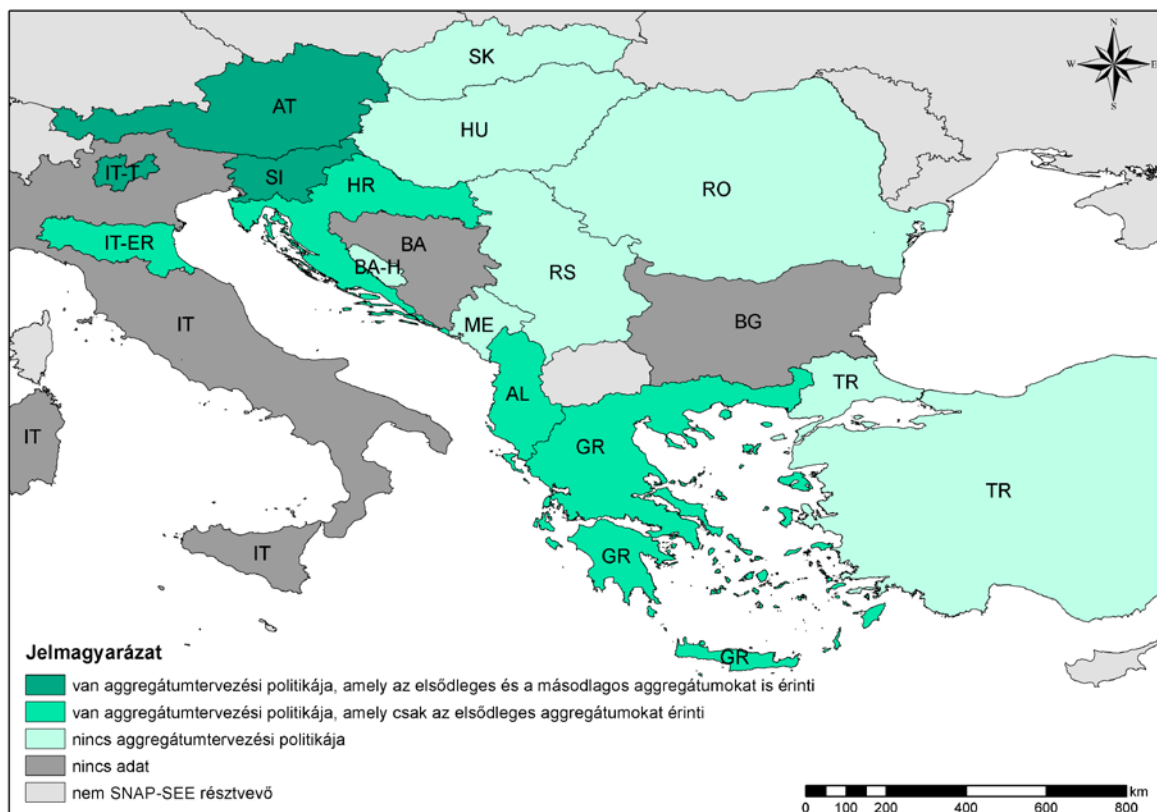 N
W E
S
SK
AT
HU
IT-T
SI
HR
RO
IT-ER
BA
BA-H
RS
IT
ME
BG
AL
TR
GR
IT
TR
IT
GR
GR
Jelmagyarázat
van aggregátumtervezési politikája, amely az elsődleges és a másodlagos aggregátumokat is érinti
van aggregátumtervezési politikája, amely csak az elsődleges aggregátumokat érinti
nincs aggregátumtervezési politikája
nincs adat
nem SNAP-SEE résztvevő
km
0 100 200 400 600 800